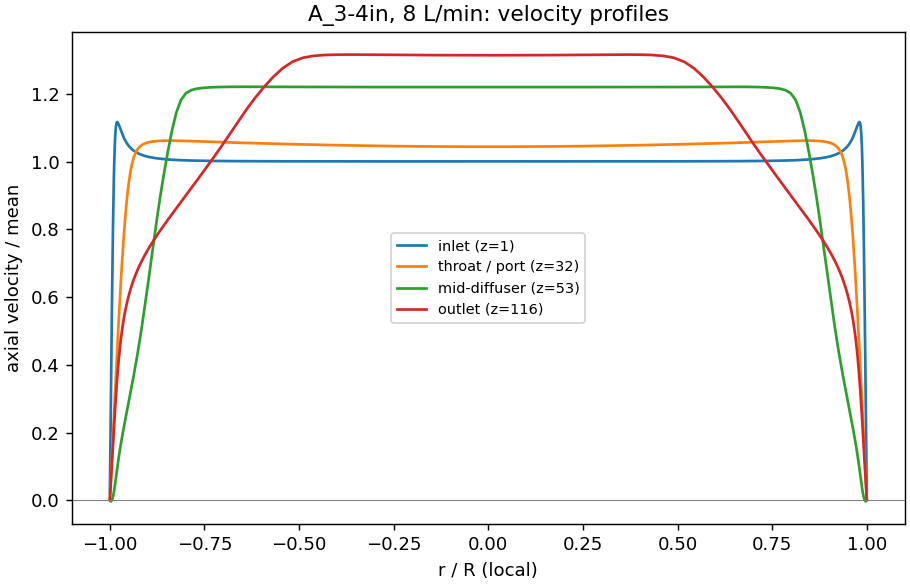 A_3-4in, 8 L/min: velocity profiles
axial velocity / mean
1.2
1.0
0.8
0.6
0.4
0.2
0.0
inlet (z=1)
throat / port (z=32)
mid-diffuser (z=53)
outlet (z=116)
−1.00 −0.75 −0.50 −0.25 0.00 0.25 0.50 0.75 1.00
r / R (local)